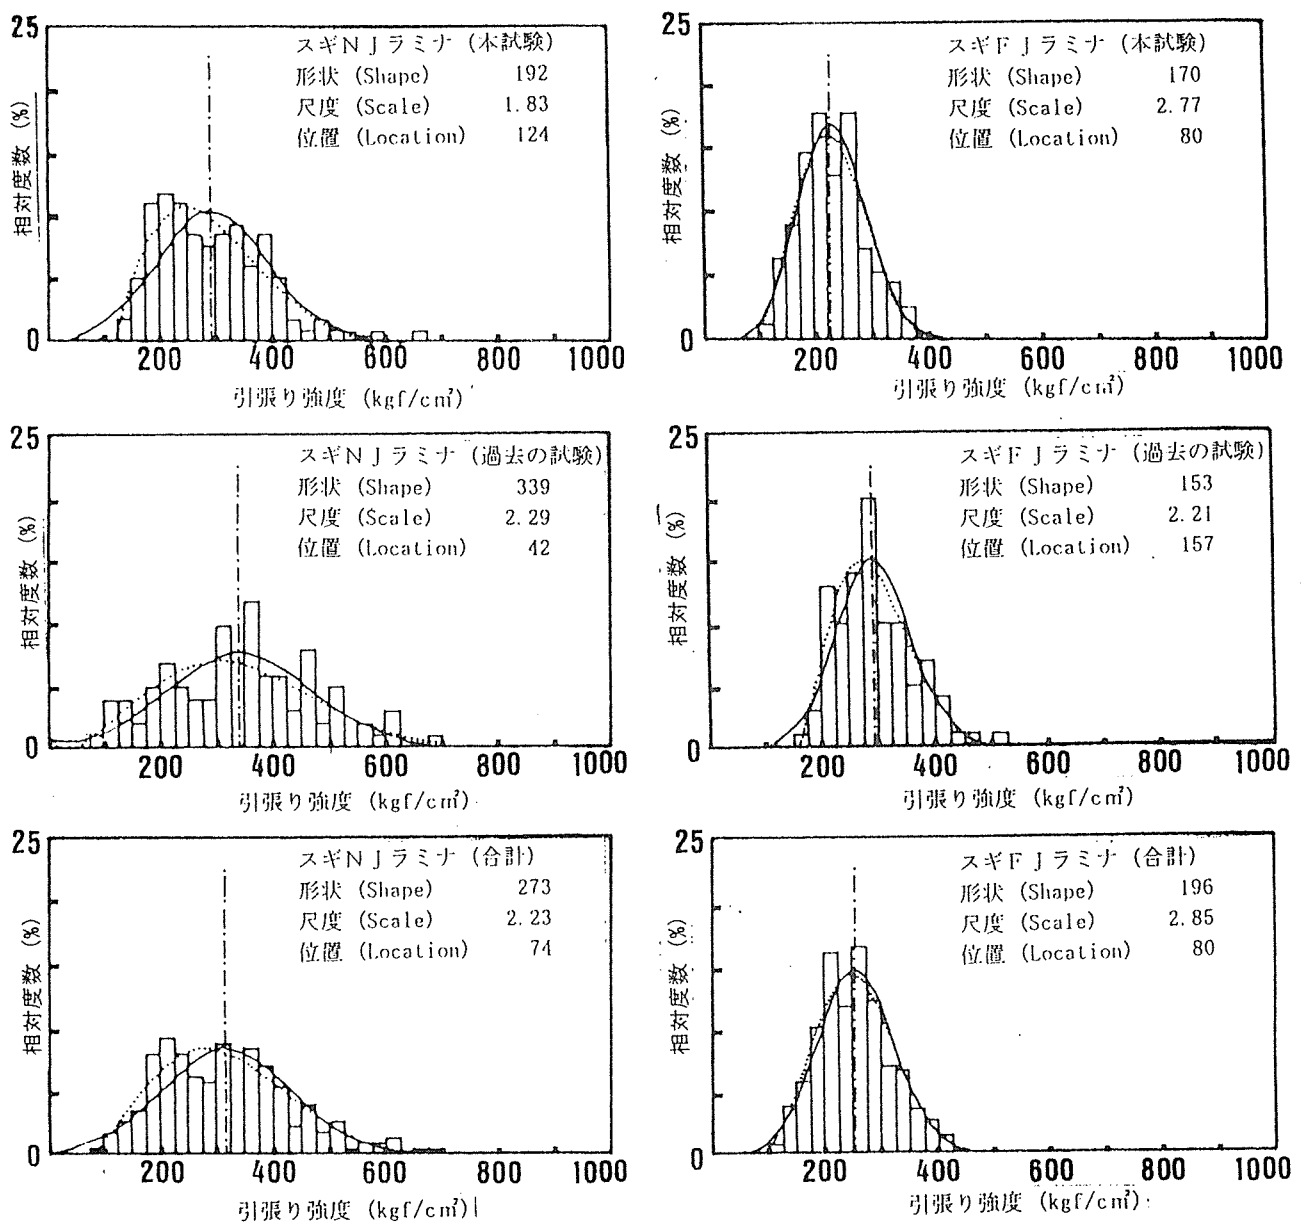 25
スギNJラミナ (本試験)
形状 (Shape) 192
尺度 (Scale) 1.83
位置 (Location) 124
相対度数 (%)
0
200 400 600 800 1000
引張り強度 (kgf/cm²)
25
スギFJラミナ (本試験)
形状 (Shape) 170
尺度 (Scale) 2.77
位置 (Location) 80
相対度数 (%)
0
200 400 600 800 1000
引張り強度 (kgf/cm²)
25
スギNJラミナ (過去の試験)
形状 (Shape) 339
尺度 (Scale) 2.29
位置 (Location) 42
相対度数 (%)
0
200 400 600 800 1000
引張り強度 (kgf/cm²)
25
スギFJラミナ (過去の試験)
形状 (Shape) 153
尺度 (Scale) 2.21
位置 (Location) 157
相対度数 (%)
0
200 400 600 800 1000
引張り強度 (kgf/cm²)
25
スギNJラミナ (合計)
形状 (Shape) 273
尺度 (Scale) 2.23
位置 (Location) 74
相対度数 (%)
0
200 400 600 800 1000
引張り強度 (kgf/cm²)
25
スギFJラミナ (合計)
形状 (Shape) 196
尺度 (Scale) 2.85
位置 (Location) 80
相対度数 (%)
0
200 400 600 800 1000
引張り強度 (kgf/cm²)